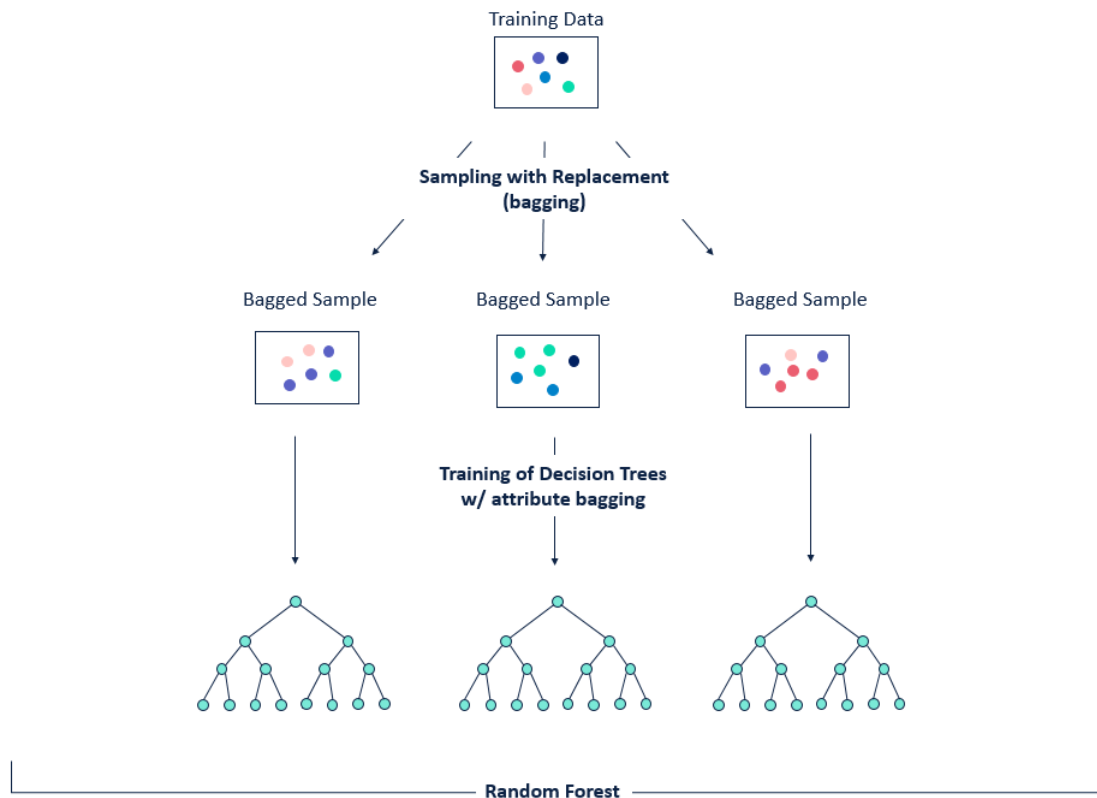 Training Data
Sampling with Replacement
(bagging)
Bagged Sample
Bagged Sample
Bagged Sample
Training of Decision Trees
w/ attribute bagging
Random Forest